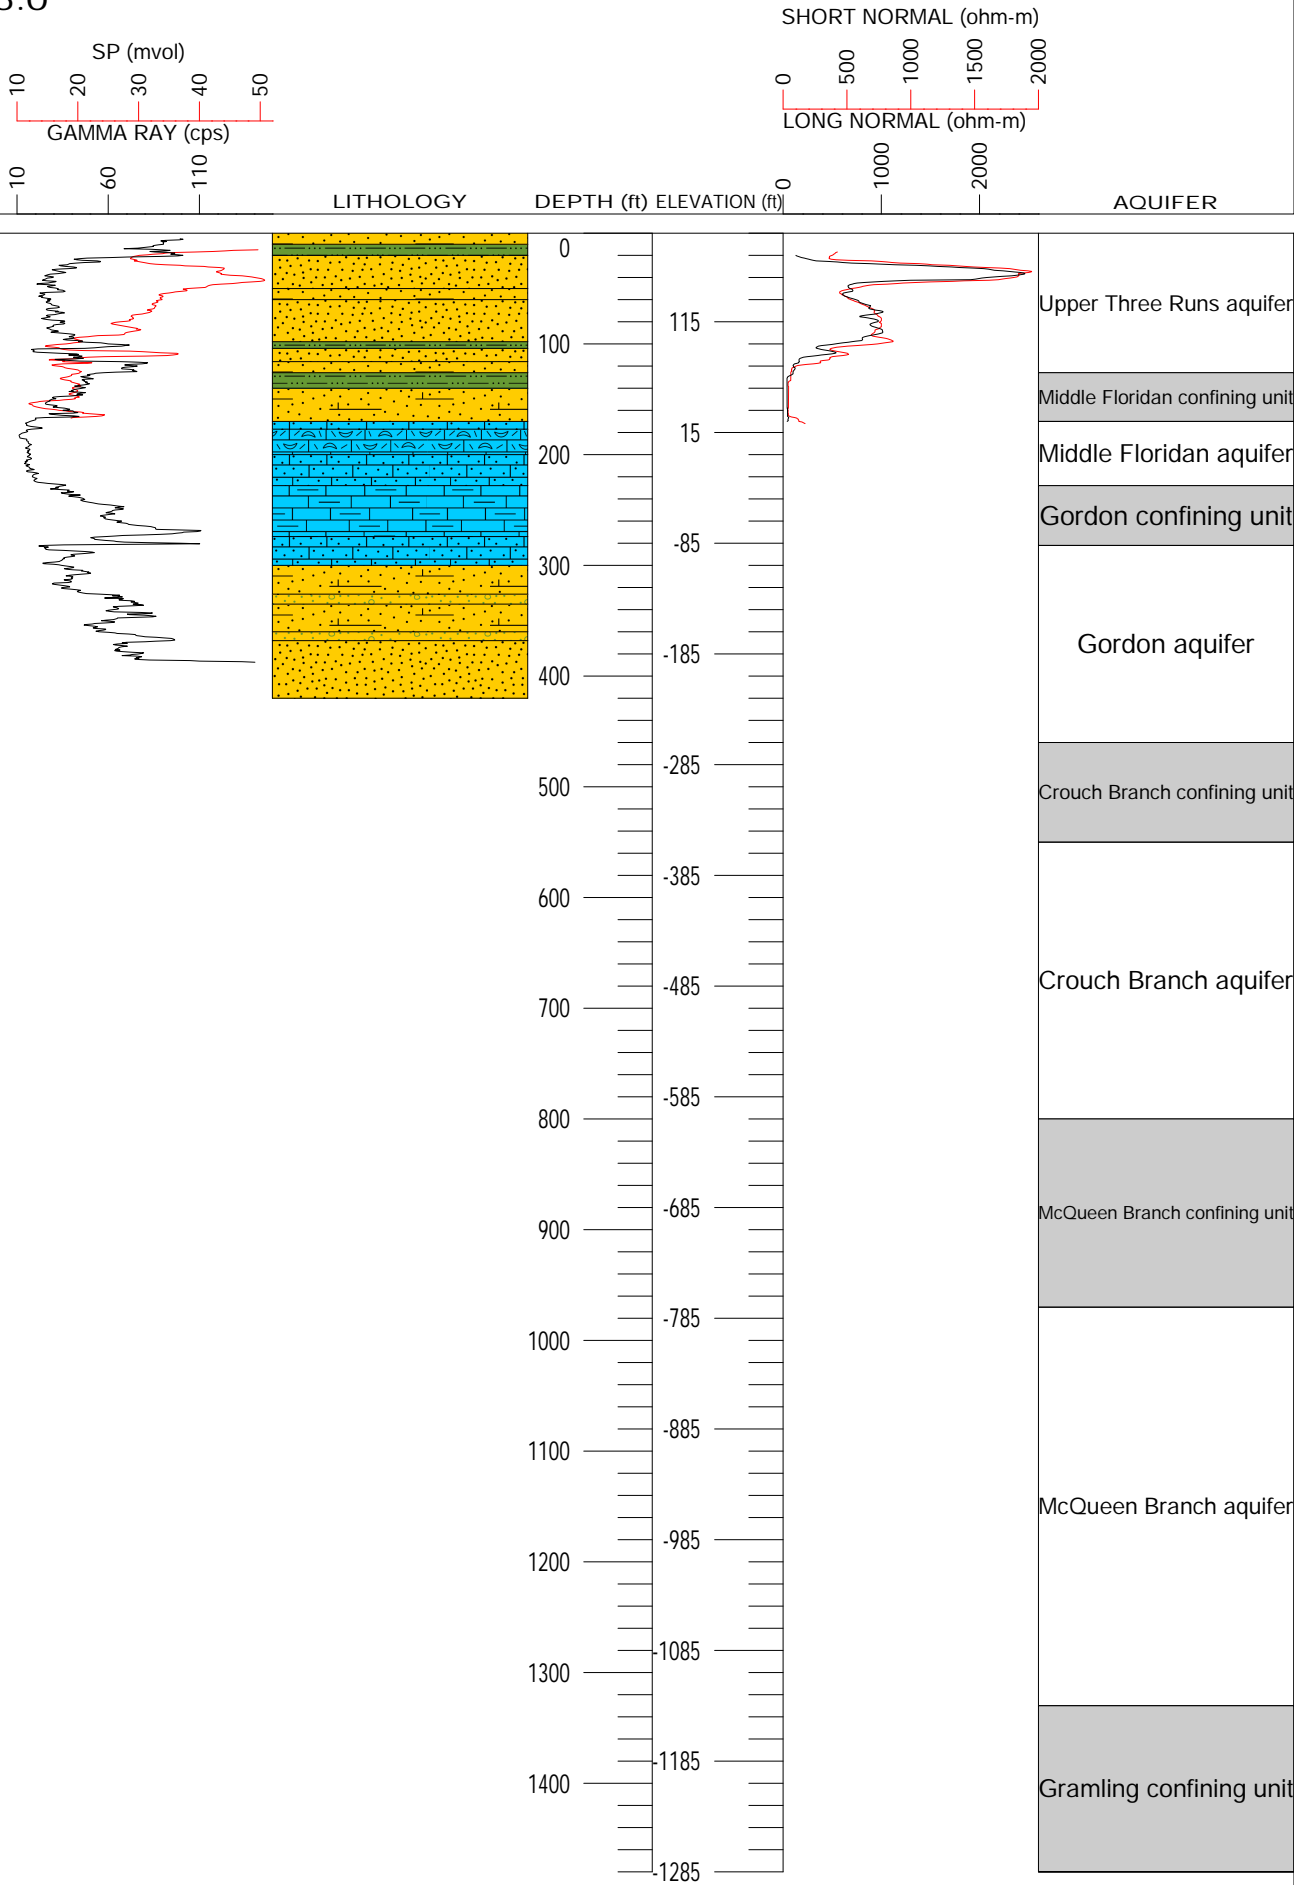 SHORT NORMAL (ohm-m)
SP (mvol)
10 20 30 40 50
0 500 1000 1500 2000
GAMMA RAY (cps)
LONG NORMAL (ohm-m)
10 60 110
0 1000 2000
LITHOLOGY DEPTH (ft) ELEVATION (ft) AQUIFER
0
Upper Three Runs aquifer
115
100
Middle Floridan confining unit
15
Middle Floridan aquifer
200
Gordon confining unit
-85
300
Gordon aquifer
-185
400
-285
500
Crouch Branch confining unit
-385
600
Crouch Branch aquifer
-485
700
-585
800
-685
McQueen Branch confining unit
900
-785
1000
-885
1100
McQueen Branch aquifer
-985
1200
-1085
1300
-1185
1400
Gramling confining unit
-1285